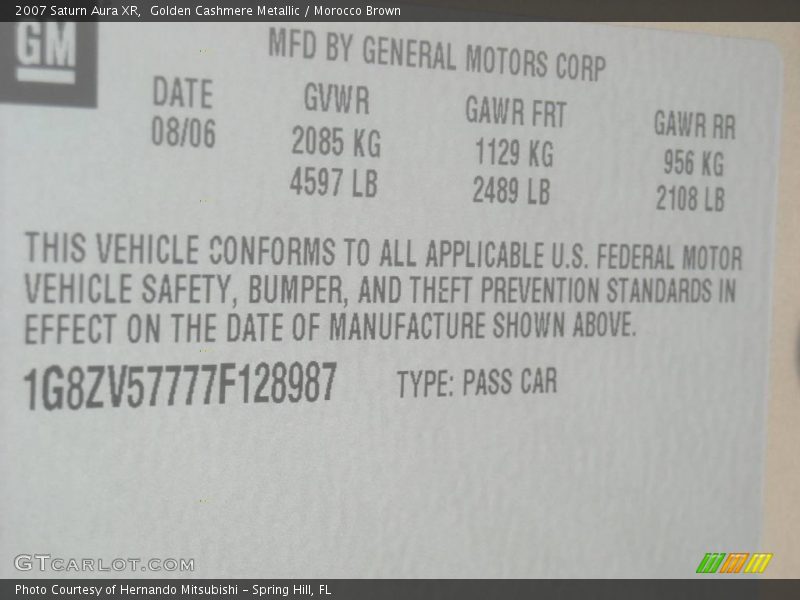 2007 Saturn Aura XR, Golden Cashmere Metallic / Morocco Brown
GM
MFD BY GENERAL MOTORS CORP
DATE GVWR GAWR FRT GAWR RR
08/06 2085 KG 1129 KG 956 KG
4597 LB 2489 LB 2108 LB
THIS VEHICLE CONFORMS TO ALL APPLICABLE U.S. FEDERAL MOTOR
VEHICLE SAFETY, BUMPER, AND THEFT PREVENTION STANDARDS IN
EFFECT ON THE DATE OF MANUFACTURE SHOWN ABOVE.
1G8ZV57777F128987 TYPE: PASS CAR
GTCARLOT.COM
Photo Courtesy of Hernando Mitsubishi - Spring Hill, FL